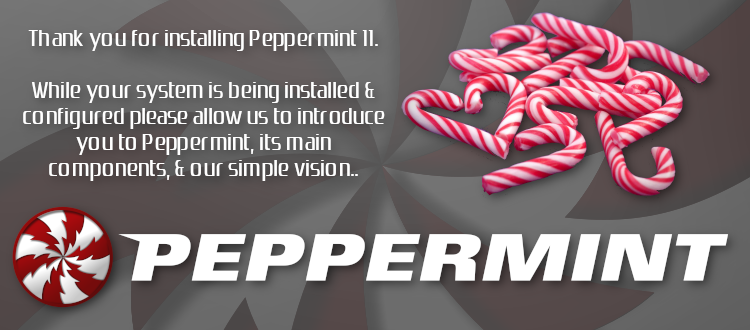 Thank you for installing Peppermint 11.
While your system is being installed &
configured please allow us to introduce
you to Peppermint, its main
components, & our simple vision..
PEPPERMINT